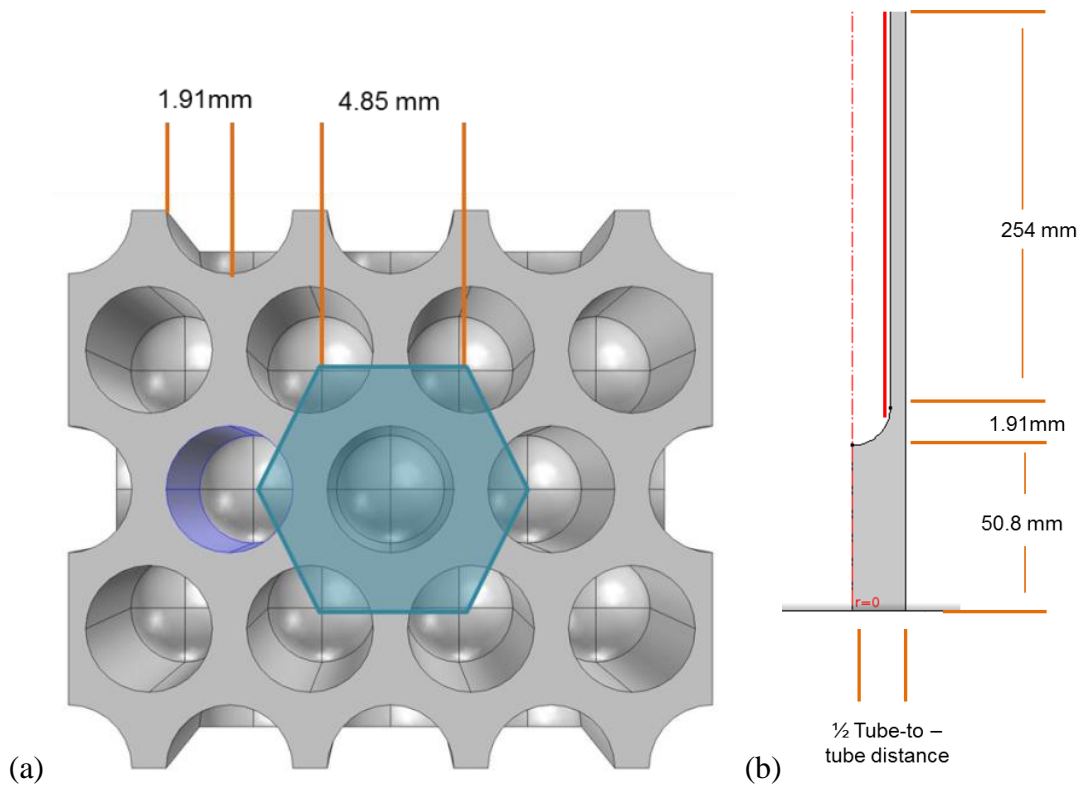 1.91mm
4.85 mm
(a)
254 mm
1.91mm
50.8 mm
r=0
½ Tube-to –
tube distance
(b)